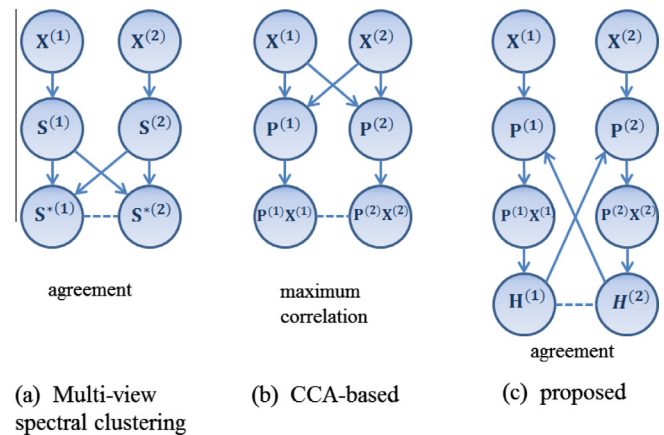 X⁽¹⁾ X⁽²⁾ X⁽¹⁾ X⁽²⁾ X⁽¹⁾ X⁽²⁾
S⁽¹⁾ S⁽²⁾ P⁽¹⁾ P⁽²⁾ P⁽¹⁾ P⁽²⁾
S*⁽¹⁾ S*⁽²⁾ P⁽¹⁾X⁽¹⁾ P⁽²⁾X⁽²⁾ P⁽¹⁾X⁽¹⁾ P⁽²⁾X⁽²⁾
H⁽¹⁾ H⁽²⁾
agreement
maximum
correlation
agreement
(a) Multi-view
spectral clustering
(b) CCA-based
(c) proposed